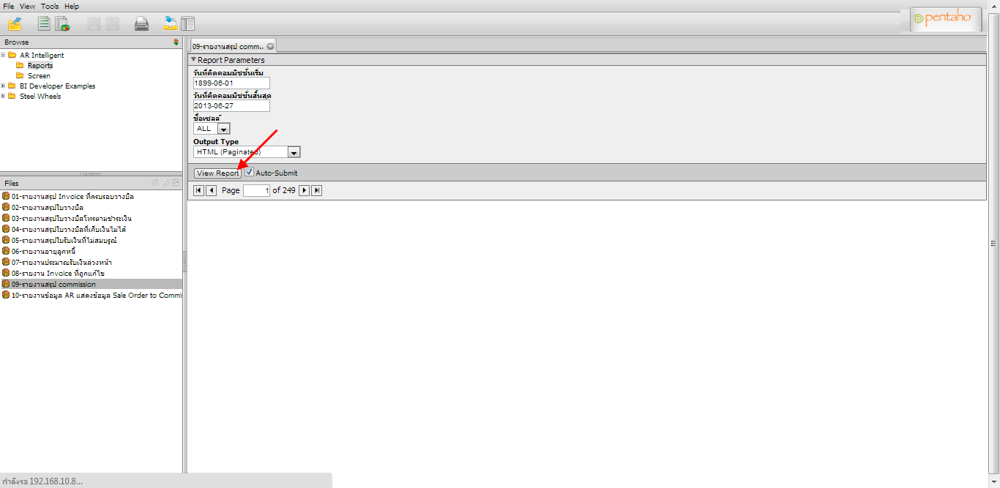 File View Tools Help
pentaho
Browse
AR Intelligent
Reports
Screen
BI Developer Examples
Steel Wheels
Files
01-รายงานสรุป Invoice ที่ครบรอบวางบิล
02-รายงานสรุปใบวางบิล
03-รายงานสรุปใบวางบิลโทรตามชำระเงิน
04-รายงานสรุปใบวางบิลที่เก็บเงินไม่ได้
05-รายงานสรุปใบรับเงินที่ไม่สมบูรณ์
06-รายงานอายุลูกหนี้
07-รายงานประมาณรับเงินล่วงหน้า
08-รายงาน Invoice ที่ถูกแก้ไข
09-รายงานสรุป commission
10-รายงานข้อมูล AR แสดงข้อมูล Sale Order to Commis
09-รายงานสรุป comm..
Report Parameters
วันที่คิดคอมมิชชั่นเริ่ม
1899-06-01
วันที่คิดคอมมิชชั่นสิ้นสุด
2013-06-27
ชื่อเซลล์
ALL
Output Type
HTML (Paginated)
View Report Auto-Submit
Page 1 of 249
กำลังรอ 192.168.10.8...